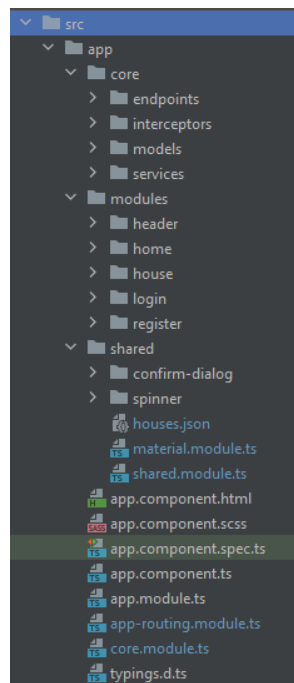 src
app
core
endpoints
interceptors
models
services
modules
header
home
house
login
register
shared
confirm-dialog
spinner
houses.json
material.module.ts
shared.module.ts
app.component.html
app.component.scss
app.component.spec.ts
app.component.ts
app.module.ts
app-routing.module.ts
core.module.ts
typings.d.ts